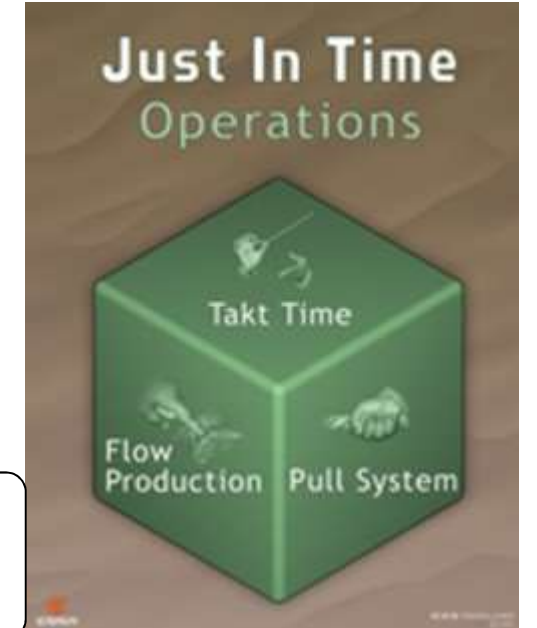 Just In Time
Operations
Takt Time
Flow
Production
Pull System